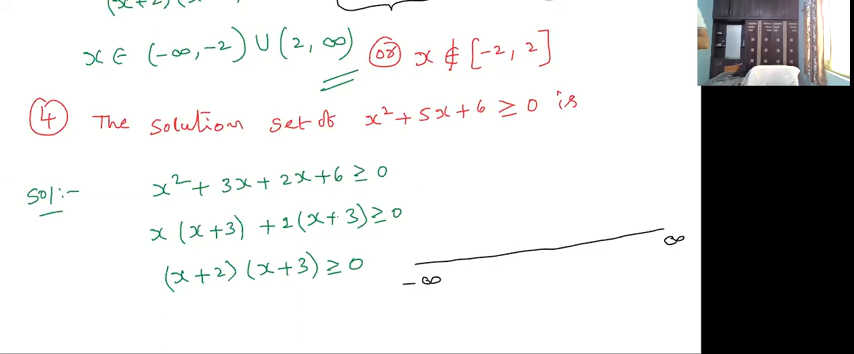 (x+2)(x
x ∈ (-∞, -2) ∪ (2, ∞) (or) x ∉ [-2, 2]
(4) The solution set of x² + 5x + 6 ≥ 0 is
Sol:- x² + 3x + 2x + 6 ≥ 0
x (x+3) + 2(x+3) ≥ 0
(x+2) (x+3) ≥ 0
-∞ ∞